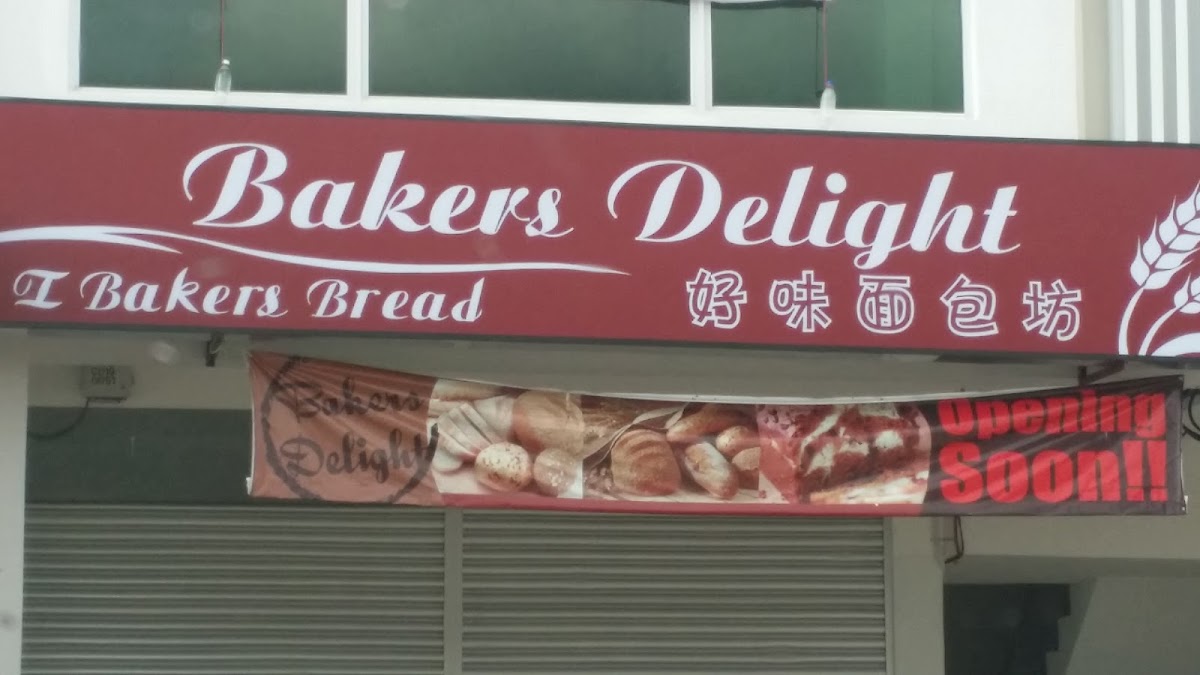 Bakers Delight
I Bakers Bread
好味面包坊
Bakers
Delight
Opening
Soon!!